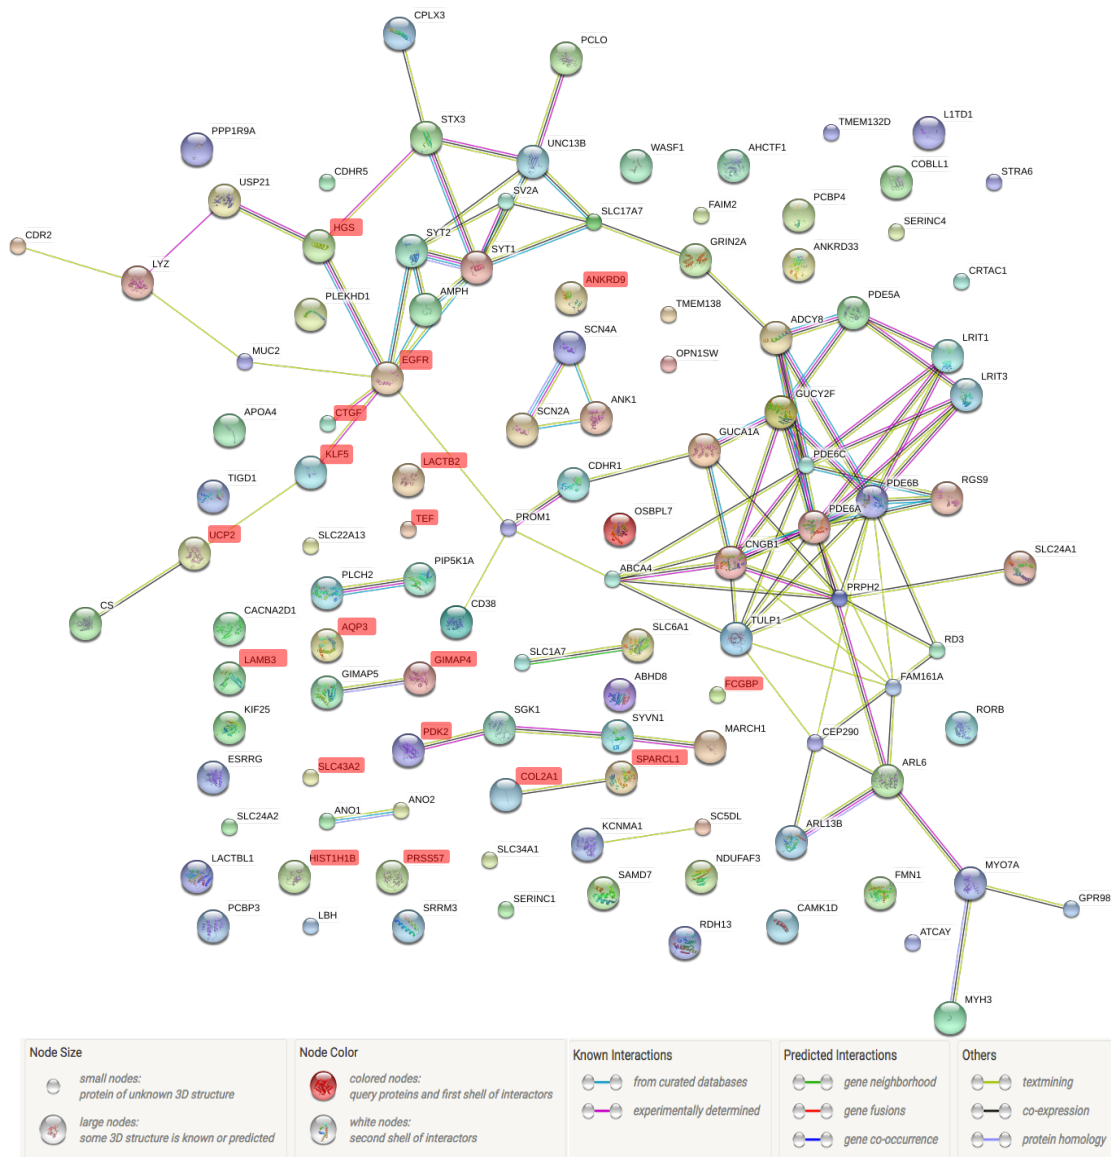 CPLX3
PCLO
STX3
UNC13B
PPP1R9A
TMEM132D
L1TD1
WASF1
AHCTF1
COBLL1
STRA6
CDHR5
USP21
SV2A
SLC17A7
FAIM2
PCBP4
SERINC4
CDR2
LYZ
HGS
SYT2
SYT1
GRIN2A
ANKRD33
CRTAC1
PLEKHD1
AMPH
ANKRD9
TMEM138
ADCY8
PDE5A
LRIT1
MUC2
EGFR
SCN4A
OPN1SW
LRIT3
APOA4
CTGF
SCN2A
ANK1
GUCY2F
GUCA1A
PDE6C
KLF5
LACTB2
CDHR1
PDE6B
RGS9
TIGD1
TEF
PROM1
OSBPL7
PDE6A
UCP2
SLC22A13
CNGB1
SLC24A1
PLCH2
PIP5K1A
ABCA4
PRPH2
CS
CD38
TULP1
CACNA2D1
AQP3
SLC6A1
RD3
LAMB3
GIMAP5
GIMAP4
SLC1A7
ABHD8
FCGBP
FAM161A
KIF25
PDK2
SGK1
SYVN1
MARCH1
CEP290
RORB
ESRRG
SLC43A2
COL2A1
SPARCL1
ARL6
SLC24A2
ANO1
ANO2
KCNMA1
SC5DL
ARL13B
LACTBL1
HIST1H1B
PRSS57
SLC34A1
SAMD7
NDUFAF3
FMN1
MYO7A
GPR98
PCBP3
LBH
SRRM3
SERINC1
RDH13
CAMK1D
ATCAY
MYH3
Node Size
small nodes:
protein of unknown 3D structure
large nodes:
some 3D structure is known or predicted
Node Color
colored nodes:
query proteins and first shell of interactors
white nodes:
second shell of interactors
Known Interactions
from curated databases
experimentally determined
Predicted Interactions
gene neighborhood
gene fusions
gene co-occurrence
Others
textmining
co-expression
protein homology